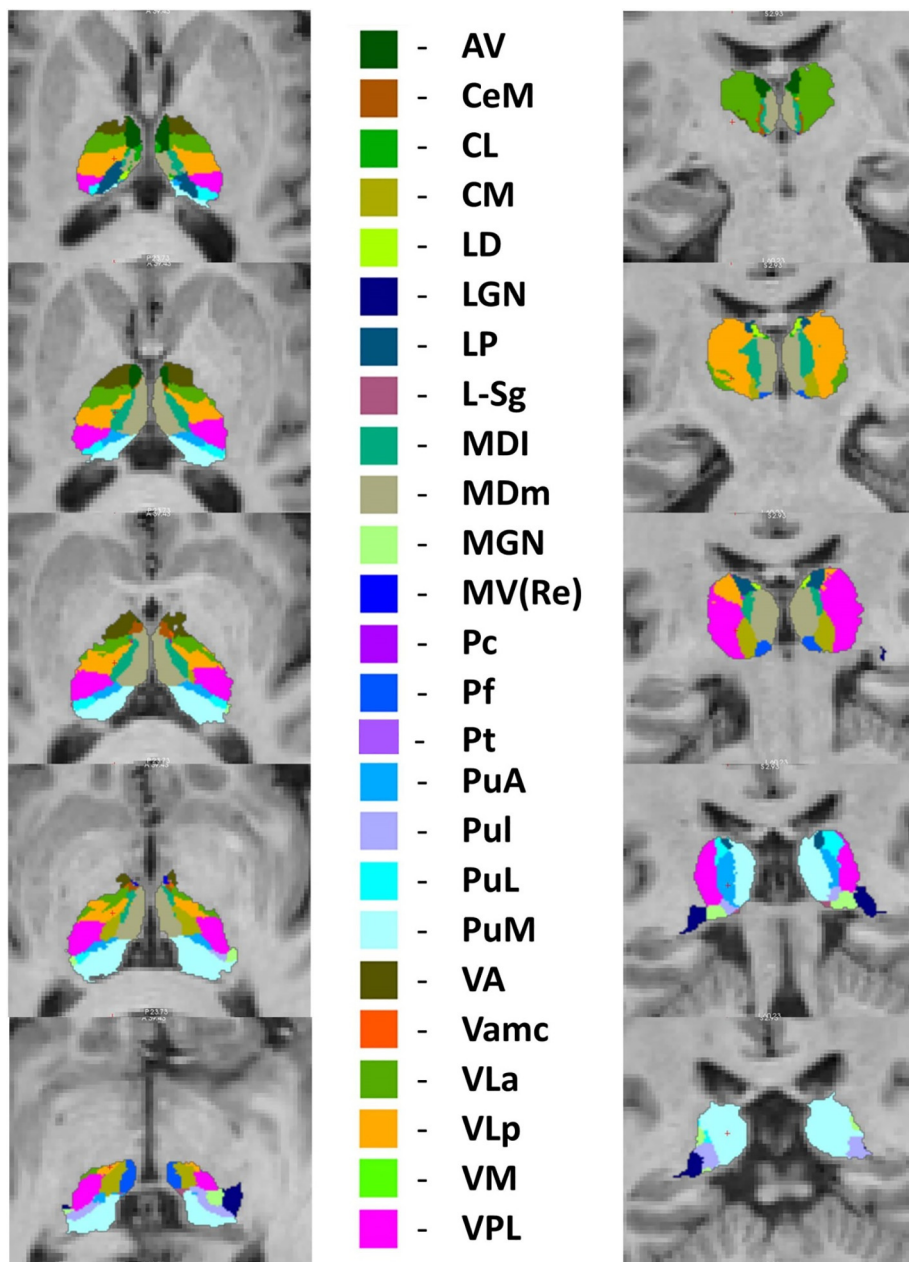 - AV
- CeM
- CL
- CM
- LD
- LGN
- LP
- L-Sg
- MDl
- MDm
- MGN
- MV(Re)
- Pc
- Pf
- Pt
- PuA
- Pul
- PuL
- PuM
- VA
- Vamc
- VLa
- VLp
- VM
- VPL